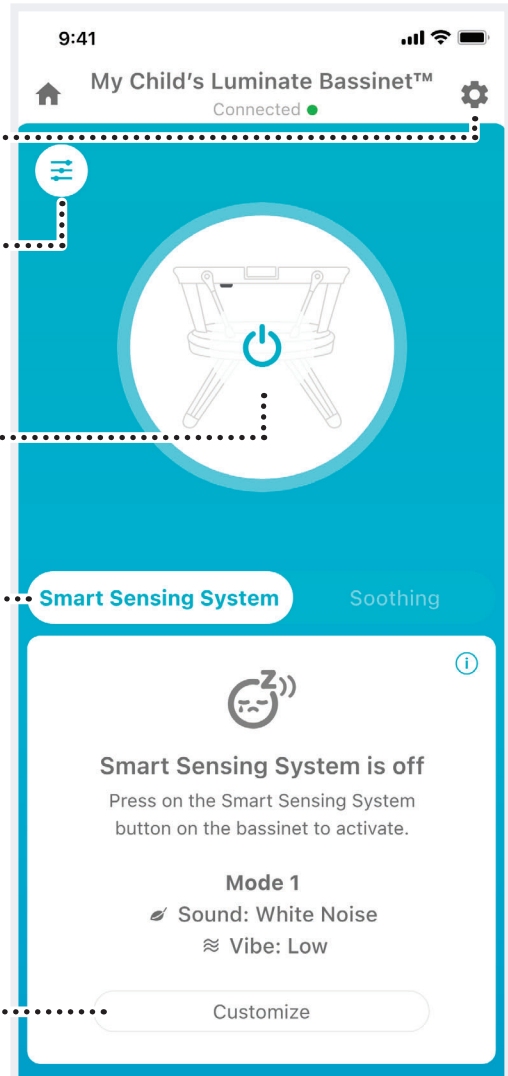 9:41
My Child's Luminate Bassinet™
Connected
Smart Sensing System
Soothing
Smart Sensing System is off
Press on the Smart Sensing System
button on the bassinet to activate.
Mode 1
Sound: White Noise
Vibe: Low
Customize